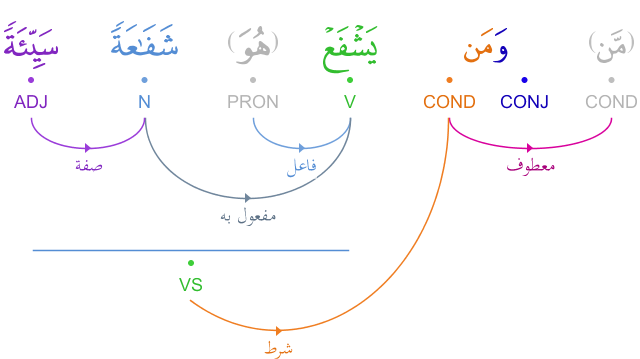 (مَّن) وَمَن يَشْفَعْ (هُوَ) شَفَـٰعَةً سَيِّئَةً
COND CONJ COND V PRON N ADJ
معطوف فاعل صفة
مفعول به
VS
شرط